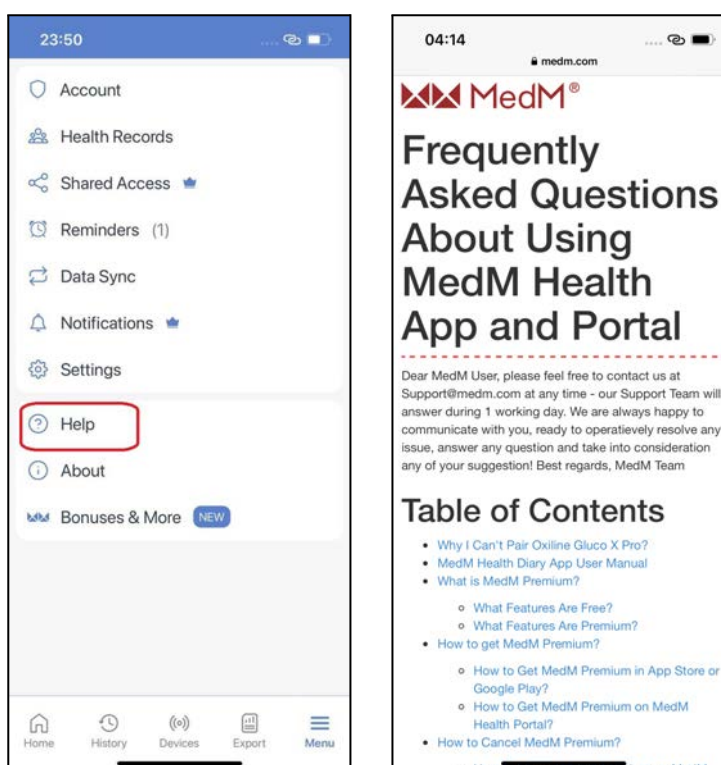 23:50
Account
Health Records
Shared Access
Reminders (1)
Data Sync
Notifications
Settings
Help
About
Bonuses & More NEW
Home History Devices Export Menu
04:14
medm.com
MedM®
Frequently
Asked Questions
About Using
MedM Health
App and Portal
Dear MedM User, please feel free to contact us at
Support@medm.com at any time - our Support Team will
answer during 1 working day. We are always happy to
communicate with you, ready to operatievely resolve any
issue, answer any question and take into consideration
any of your suggestion! Best regards, MedM Team
Table of Contents
• Why I Can't Pair Oxiline Gluco X Pro?
• MedM Health Diary App User Manual
• What is MedM Premium?
◦ What Features Are Free?
◦ What Features Are Premium?
• How to get MedM Premium?
◦ How to Get MedM Premium in App Store or
Google Play?
◦ How to Get MedM Premium on MedM
Health Portal?
• How to Cancel MedM Premium?